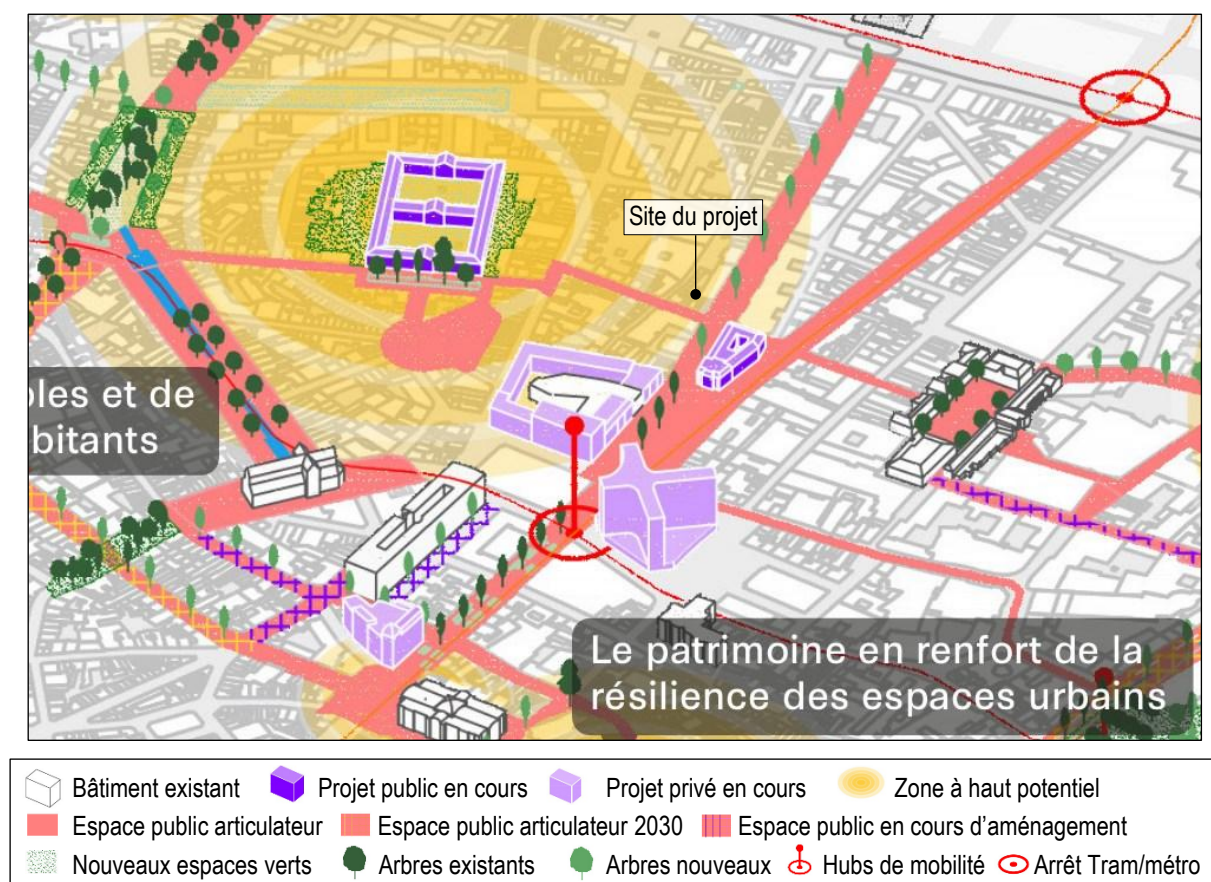 Site du projet
oles et de
bitants
Le patrimoine en renfort de la
résilience des espaces urbains
Bâtiment existant Projet public en cours Projet privé en cours Zone à haut potentiel
Espace public articulateur Espace public articulateur 2030 Espace public en cours d'aménagement
Nouveaux espaces verts Arbres existants Arbres nouveaux Hubs de mobilité Arrêt Tram/métro